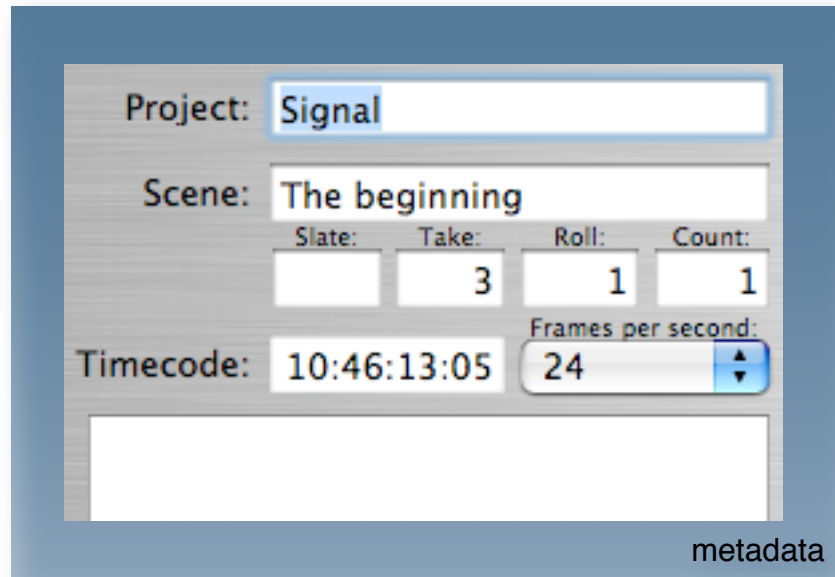 Project: Signal
Scene: The beginning
Slate: Take: Roll: Count:
3 1 1
Frames per second:
Timecode: 10:46:13:05 24
metadata